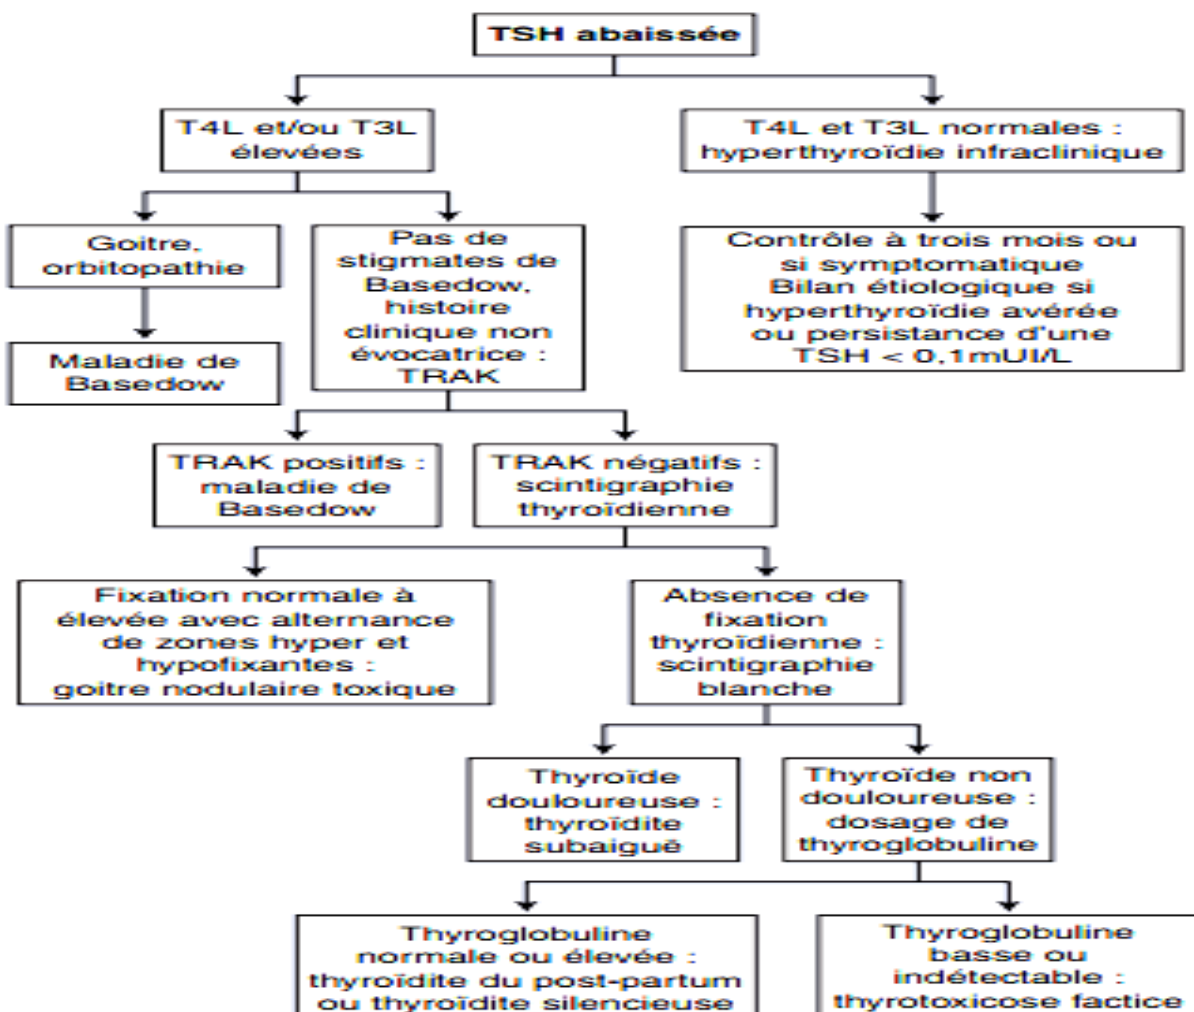 TSH abaissée
T4L et/ou T3L
élevées
T4L et T3L normales :
hyperthyroïdie infraclinique
Goitre,
orbitopathie
Pas de
stigmates de
Basedow,
histoire
clinique non
évocatrice :
TRAK
Contrôle à trois mois ou
si symptomatique
Bilan étiologique si
hyperthyroïdie avérée
ou persistance d'une
TSH < 0,1mUI/L
Maladie de
Basedow
TRAK positifs :
maladie de
Basedow
TRAK négatifs :
scintigraphie
thyroïdienne
Fixation normale à
élevée avec alternance
de zones hyper et
hypofixantes :
goitre nodulaire toxique
Absence de
fixation
thyroïdienne :
scintigraphie
blanche
Thyroïde
douloureuse :
thyroïdite
subaiguë
Thyroïde non
douloureuse :
dosage de
thyroglobuline
Thyroglobuline
normale ou élevée :
thyroïdite du post-partum
ou thyroïdite silencieuse
Thyroglobuline
basse ou
indétectable :
thyrotoxicose factice